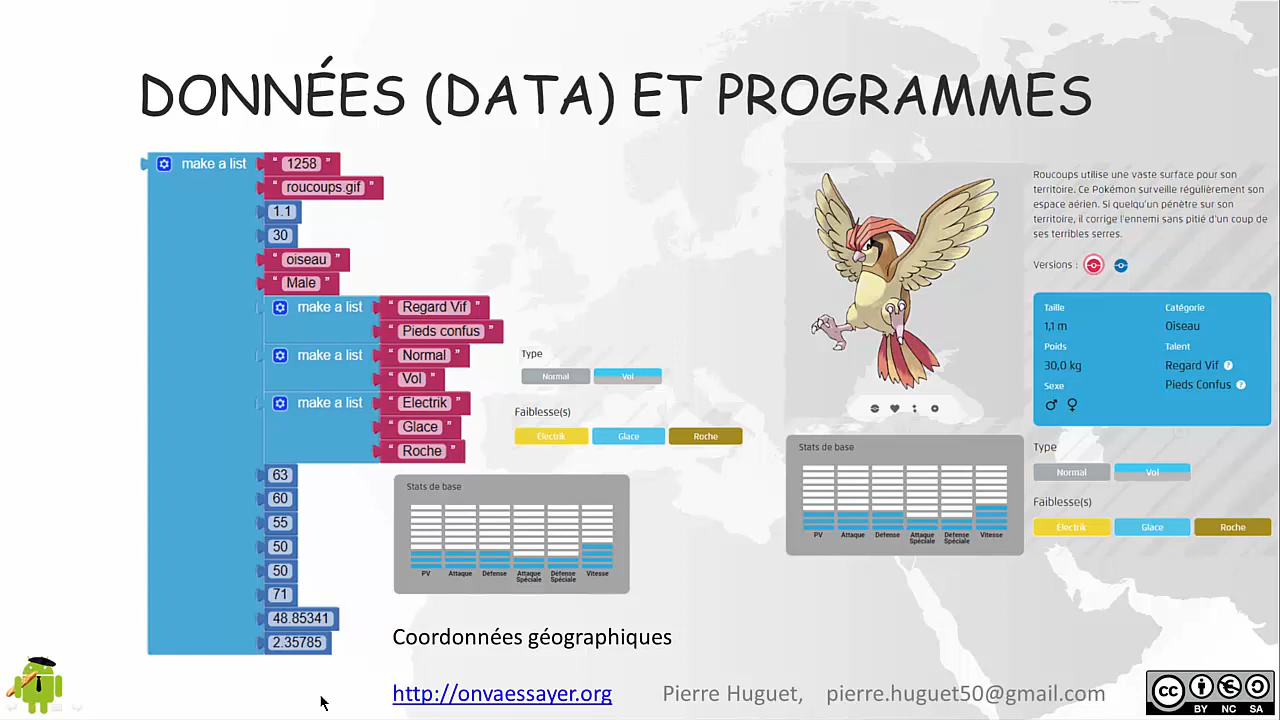 DONNÉES (DATA) ET PROGRAMMES
make a list
" 1258 "
" roucoups.gif "
1.1
30
" oiseau "
" Male "
make a list
" Regard Vif "
" Pieds confus "
make a list
" Normal "
" Vol "
make a list
" Electrik "
" Glace "
" Roche "
63
60
55
50
50
71
48.85341
2.35785
Type
Normal Vol
Faiblesse(s)
Électrik Glace Roche
Stats de base
PV Attaque Défense Attaque Spéciale Défense Spéciale Vitesse
Coordonnées géographiques
Roucoups utilise une vaste surface pour son
territoire. Ce Pokémon surveille régulièrement son
espace aérien. Si quelqu'un pénètre sur son
territoire, il corrige l'ennemi sans pitié d'un coup de
ses terribles serres.
Versions :
Taille Catégorie
1,1 m Oiseau
Poids Talent
30,0 kg Regard Vif ?
Sexe Pieds Confus ?
♂ ♀
Stats de base
PV Attaque Défense Attaque Spéciale Défense Spéciale Vitesse
Type
Normal Vol
Faiblesse(s)
Électrik Glace Roche
http://onvaessayer.org Pierre Huguet, pierre.huguet50@gmail.com
cc BY NC SA